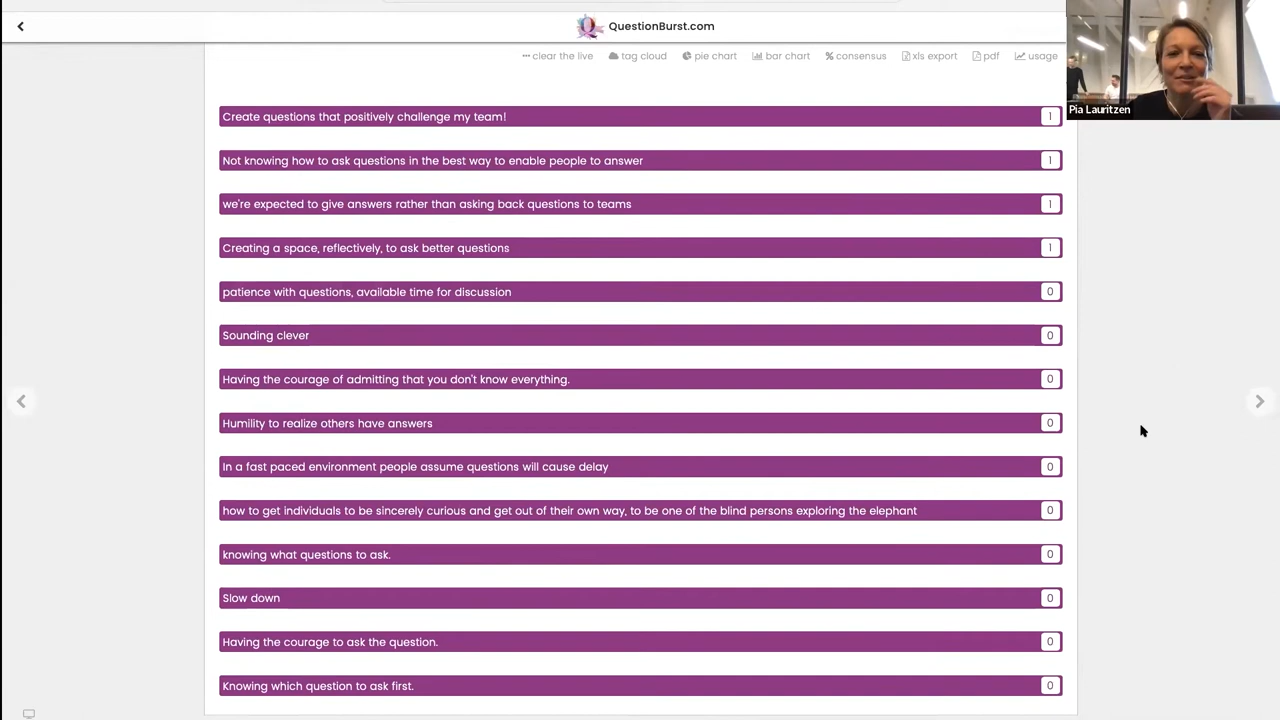 QuestionBurst.com
clear the live tag cloud pie chart bar chart consensus xls export pdf usage
Pia Lauritzen
Create questions that positively challenge my team! 1
Not knowing how to ask questions in the best way to enable people to answer 1
we're expected to give answers rather than asking back questions to teams 1
Creating a space, reflectively, to ask better questions 1
patience with questions, available time for discussion 0
Sounding clever 0
Having the courage of admitting that you don't know everything. 0
Humility to realize others have answers 0
In a fast paced environment people assume questions will cause delay 0
how to get individuals to be sincerely curious and get out of their own way, to be one of the blind persons exploring the elephant 0
knowing what questions to ask. 0
Slow down 0
Having the courage to ask the question. 0
Knowing which question to ask first. 0